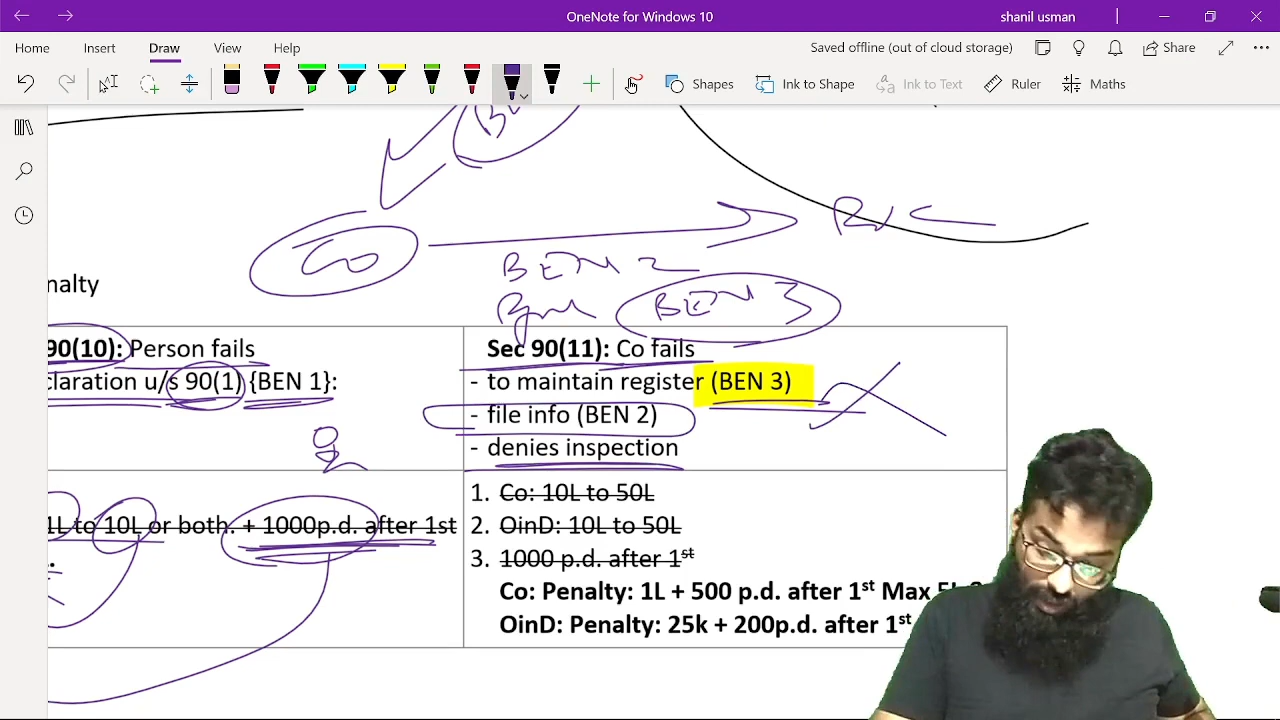 OneNote for Windows 10
shanil usman
Home Insert Draw View Help
Saved offline (out of cloud storage)
Share
Shapes
Ink to Shape
Ink to Text
Ruler
Maths
Co
BEN 2
BEN 3
nalty
90(10): Person fails
claration u/s 90(1) {BEN 1}:
Sec 90(11): Co fails
- to maintain register (BEN 3)
- file info (BEN 2)
- denies inspection
1L to 10L or both. + 1000p.d. after 1st
1. Co: 10L to 50L
2. OinD: 10L to 50L
3. 1000 p.d. after 1st
Co: Penalty: 1L + 500 p.d. after 1st Max
OinD: Penalty: 25k + 200p.d. after 1st